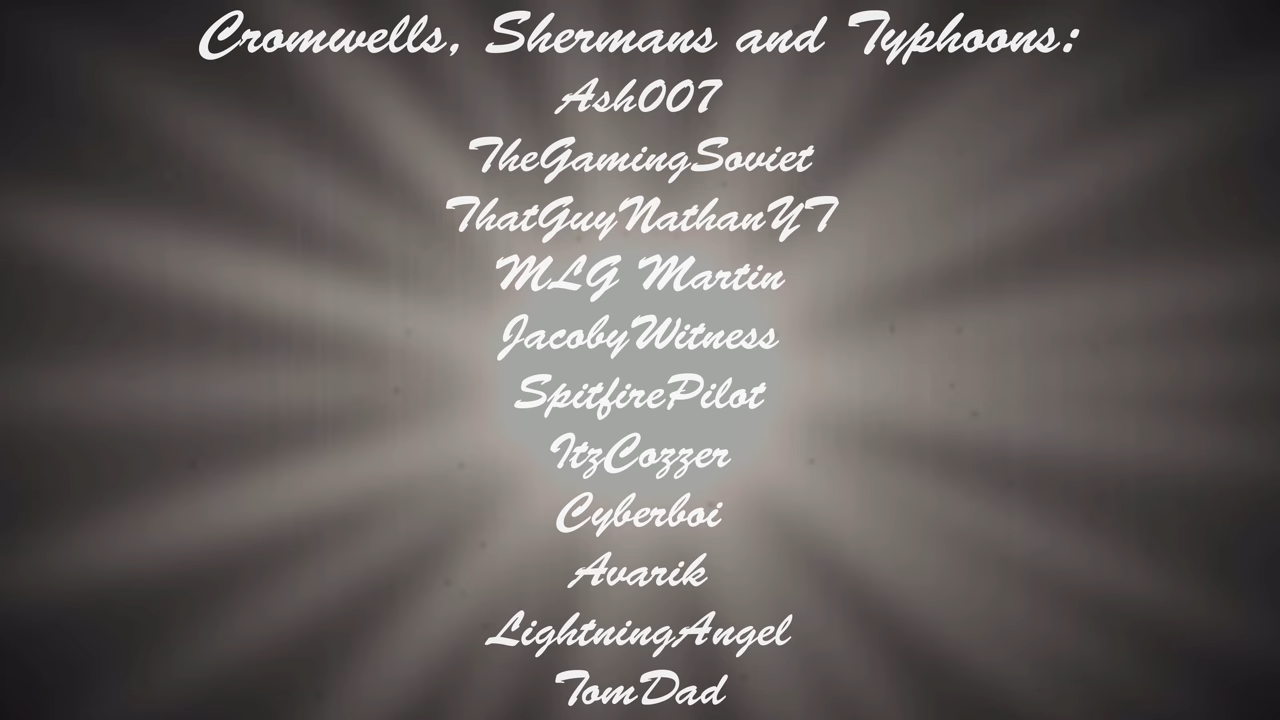 Cromwells, Shermans and Typhoons:
Ash007
TheGamingSoviet
ThatGuyNathanYT
MLG Martin
JacobyWitness
SpitfirePilot
ItzCozzer
Cyberboi
Avarik
LightningAngel
TomDad